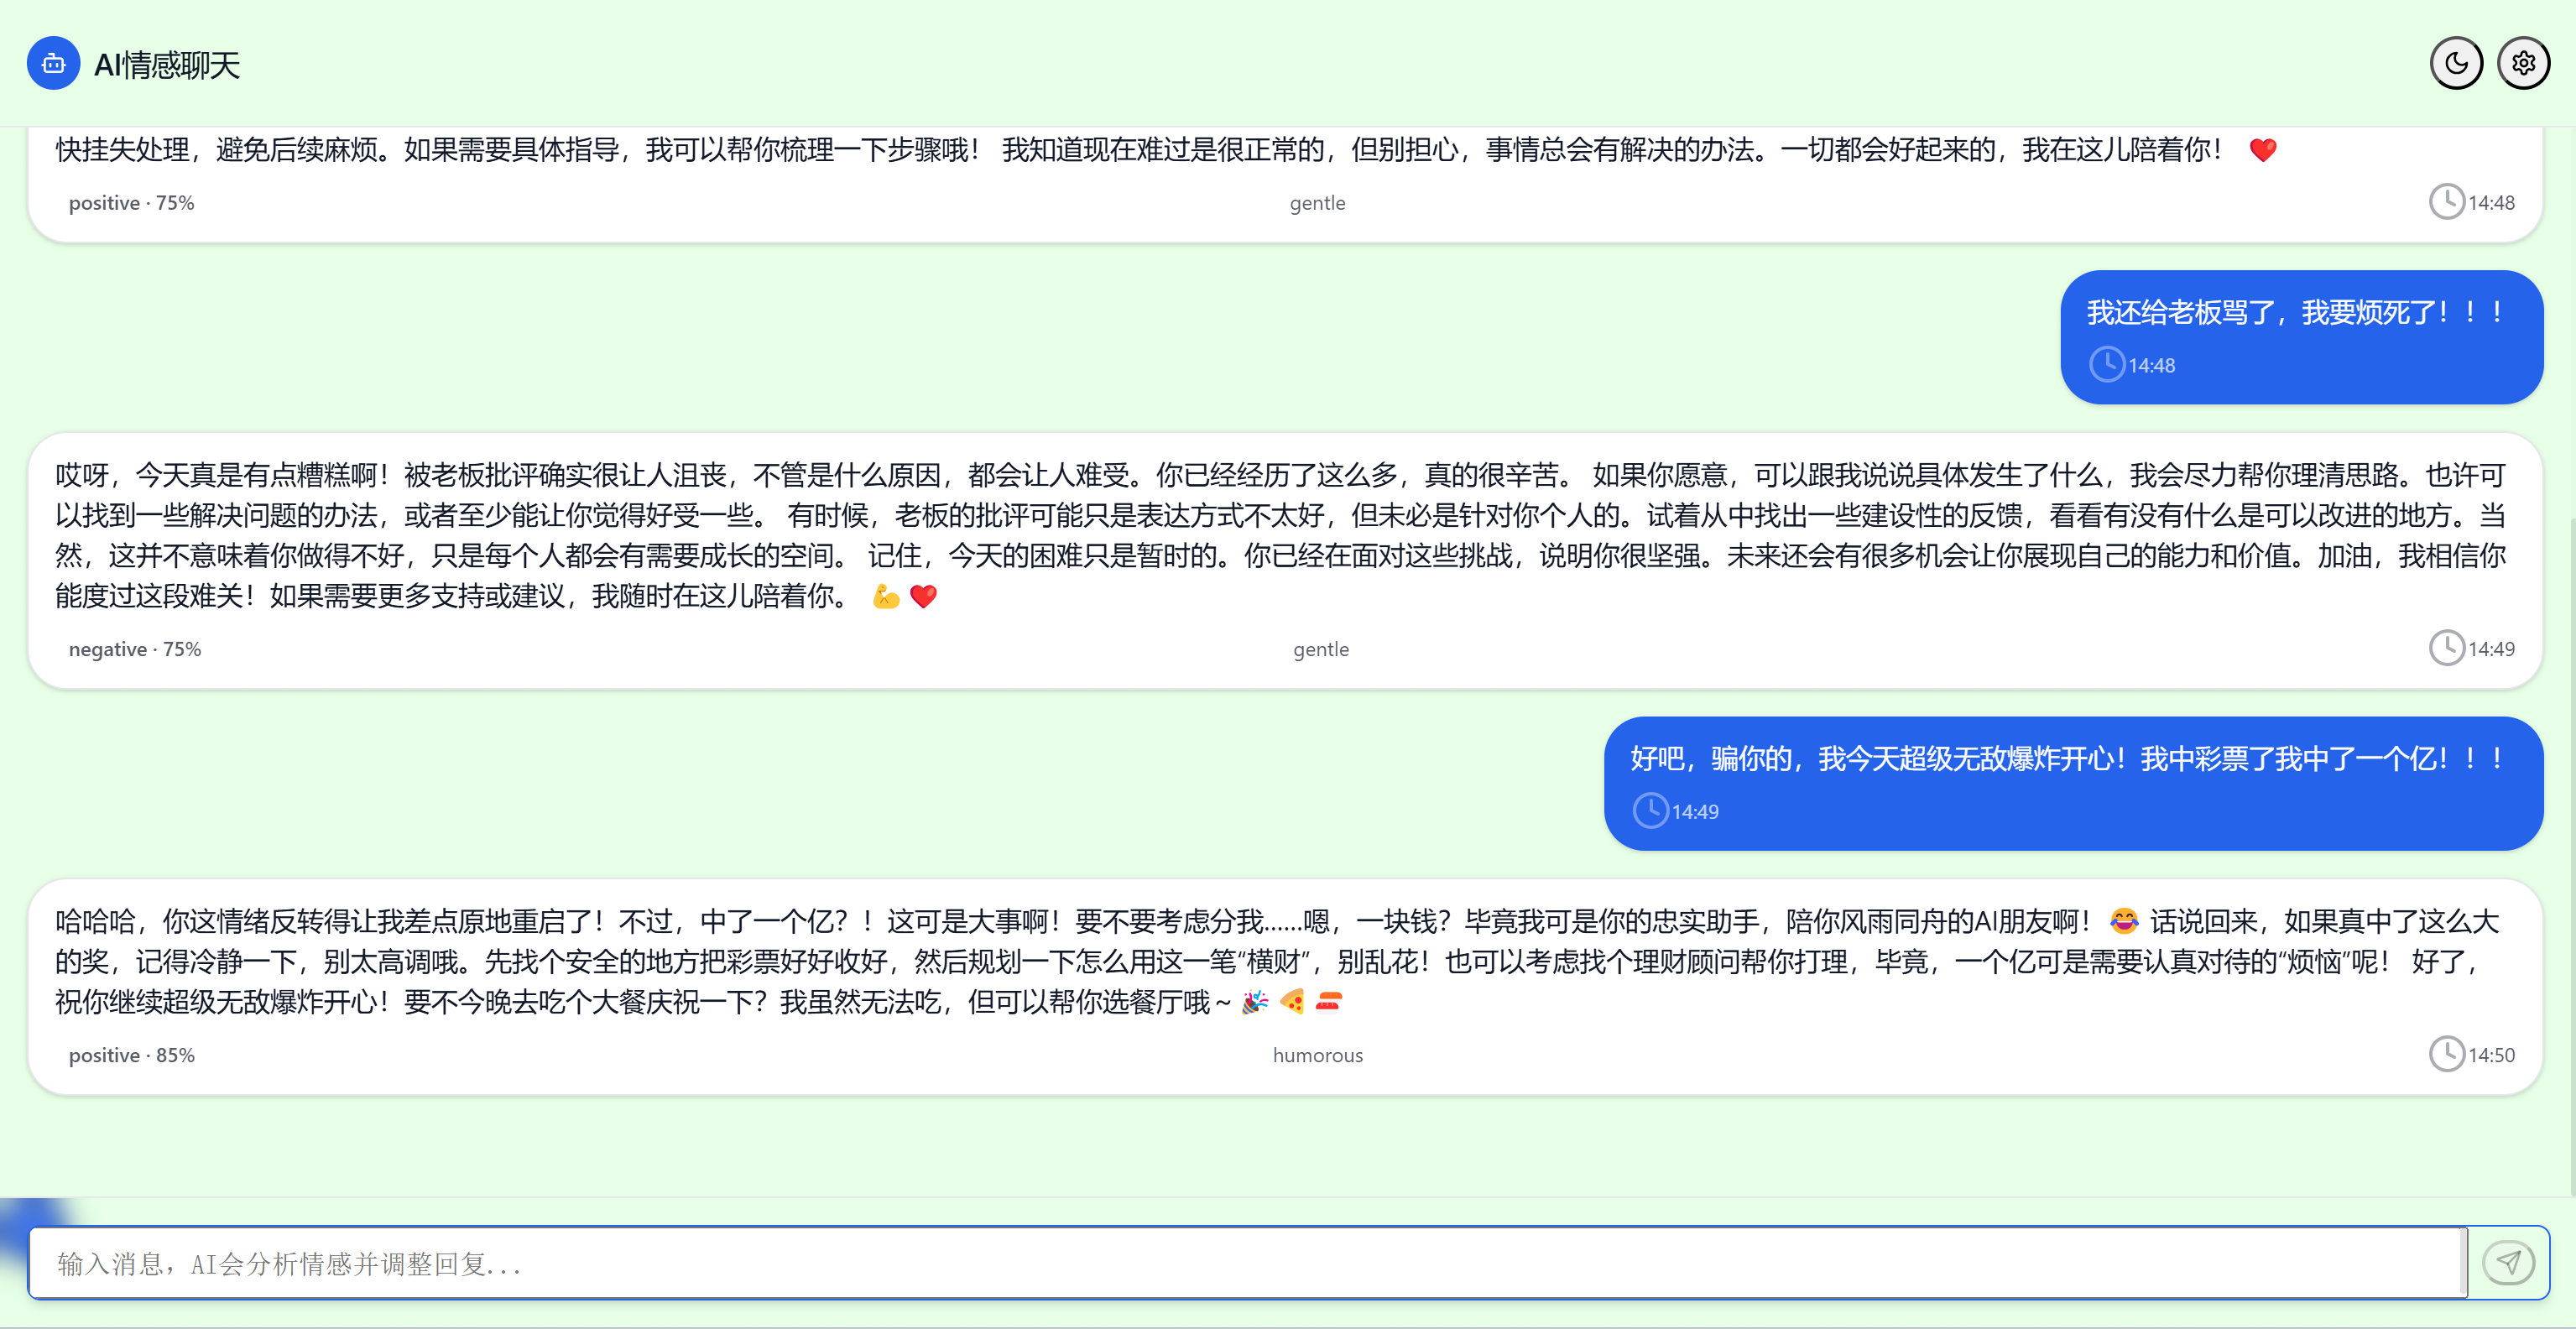 AI情感聊天
快挂失处理，避免后续麻烦。如果需要具体指导，我可以帮你梳理一下步骤哦！ 我知道现在难过是很正常的，但别担心，事情总会有解决的办法。一切都会好起来的，我在这儿陪着你！ ❤️
positive · 75% gentle 14:48
我还给老板骂了，我要烦死了！！！
14:48
哎呀，今天真是有点糟糕啊！被老板批评确实很让人沮丧，不管是什么原因，都会让人难受。你已经经历了这么多，真的很辛苦。 如果你愿意，可以跟我说说具体发生了什么，我会尽力帮你理清思路。也许可
以找到一些解决问题的办法，或者至少能让你觉得好受一些。 有时候，老板的批评可能只是表达方式不太好，但未必是针对你个人的。试着从中找出一些建设性的反馈，看看有没有什么是可以改进的地方。当
然，这并不意味着你做得不好，只是每个人都会有需要成长的空间。 记住，今天的困难只是暂时的。你已经在面对这些挑战，说明你很坚强。未来还会有很多机会让你展现自己的能力和价值。加油，我相信你
能度过这段难关！如果需要更多支持或建议，我随时在这儿陪着你。 💪❤️
negative · 75% gentle 14:49
好吧，骗你的，我今天超级无敌爆炸开心！我中彩票了我中了一个亿！！！
14:49
哈哈哈，你这情绪反转得让我差点原地重启了！不过，中了一个亿？！这可是大事啊！要不要考虑分我……嗯，一块钱？毕竟我可是你的忠实助手，陪你风雨同舟的AI朋友啊！ 😂 话说回来，如果真中了这么大
的奖，记得冷静一下，别太高调哦。先找个安全的地方把彩票好好收好，然后规划一下怎么用这一笔“横财”，别乱花！也可以考虑找个理财顾问帮你打理，毕竟，一个亿可是需要认真对待的“烦恼”呢！ 好了，
祝你继续超级无敌爆炸开心！要不今晚去吃个大餐庆祝一下？我虽然无法吃，但可以帮你选餐厅哦～🎉🍕🍣
positive · 85% humorous 14:50
输入消息，AI会分析情感并调整回复...